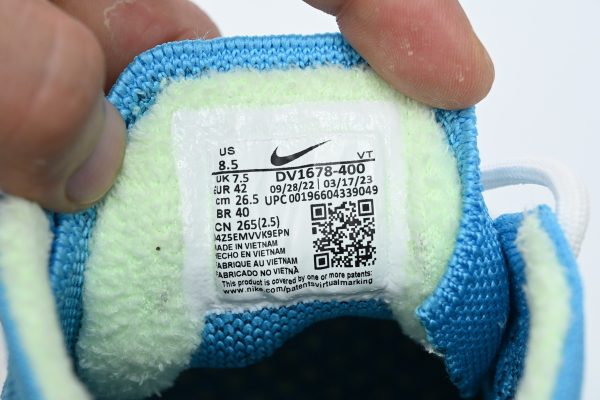 US
8.5 VT
UK 7.5 DV1678-400
EUR 42 09/28/22 | 03/17/23
cm 26.5 UPC 00196604339049
BR 40
CN 265(2.5)
4Z5EMVVK9EPN
MADE IN VIETNAM
HECHO EN VIETNAM
FABRIQUE AU VIETNAM
FABRICADO NO VIETNÃ
This product is covered by one or more patents:
www.nike.com/patentsvirtualmarking